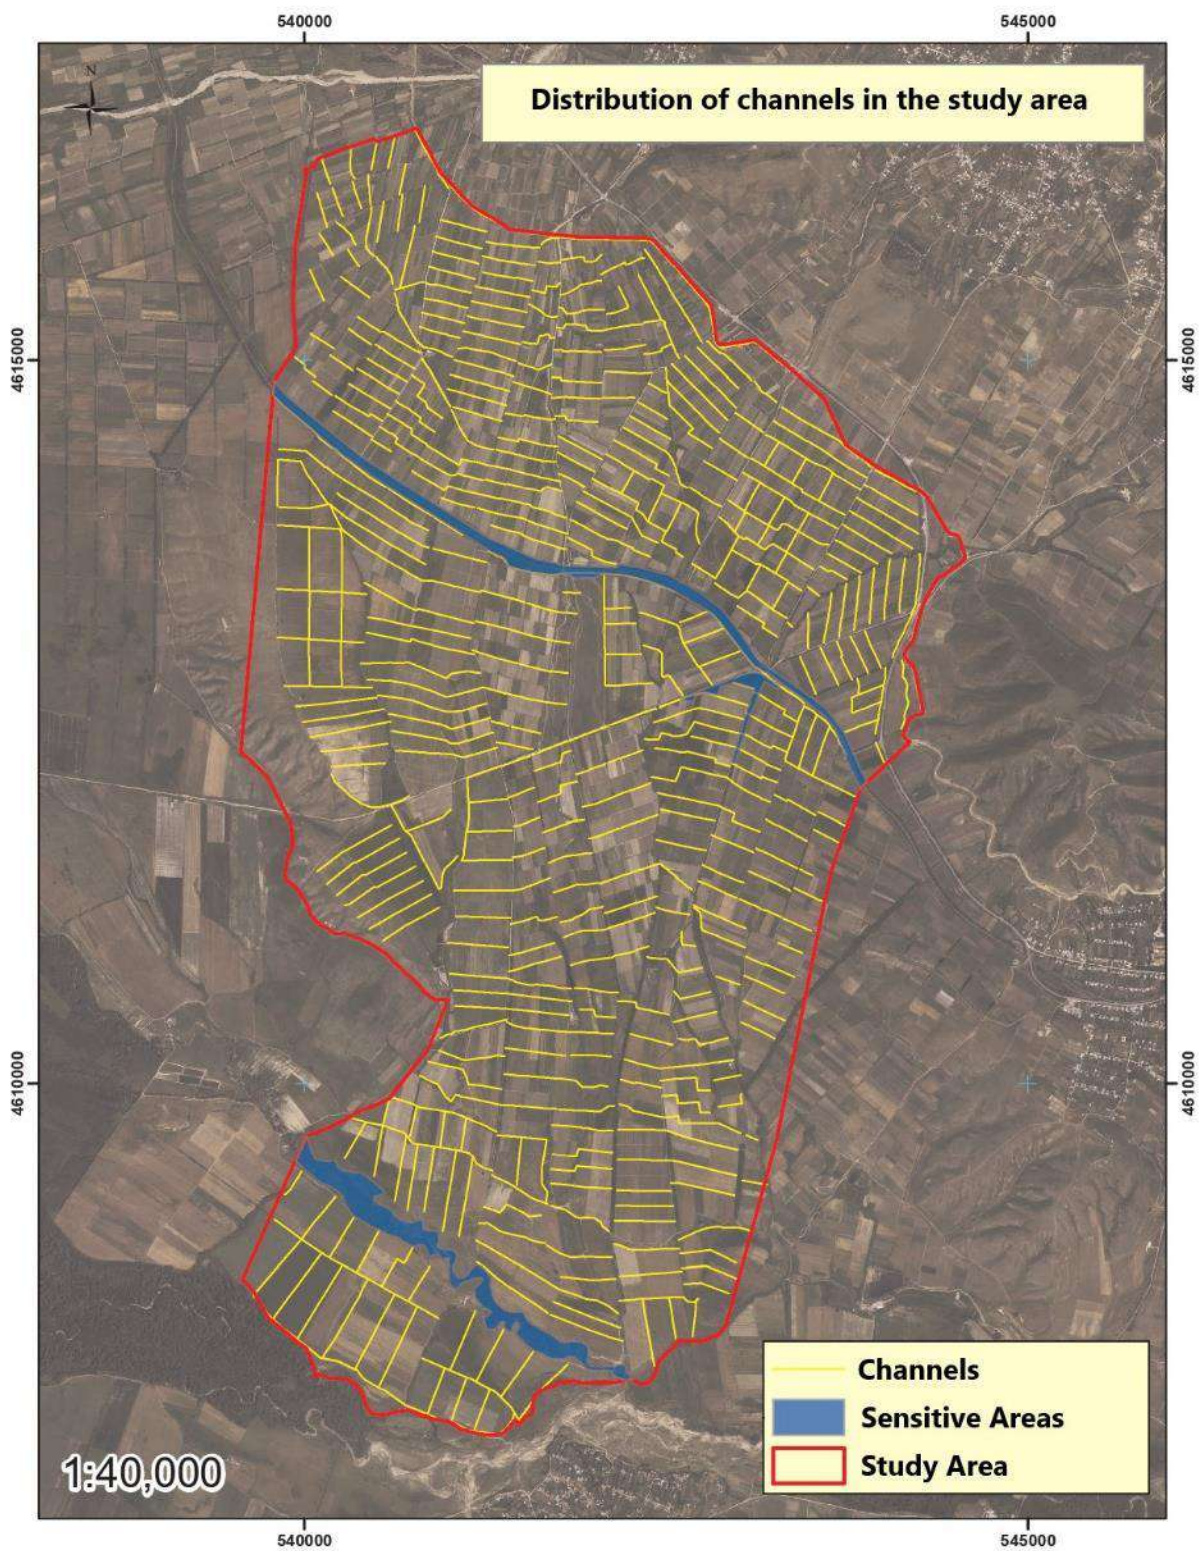 540000
545000
N
Distribution of channels in the study area
4615000
4615000
4610000
4610000
Channels
Sensitive Areas
Study Area
1:40,000
540000
545000